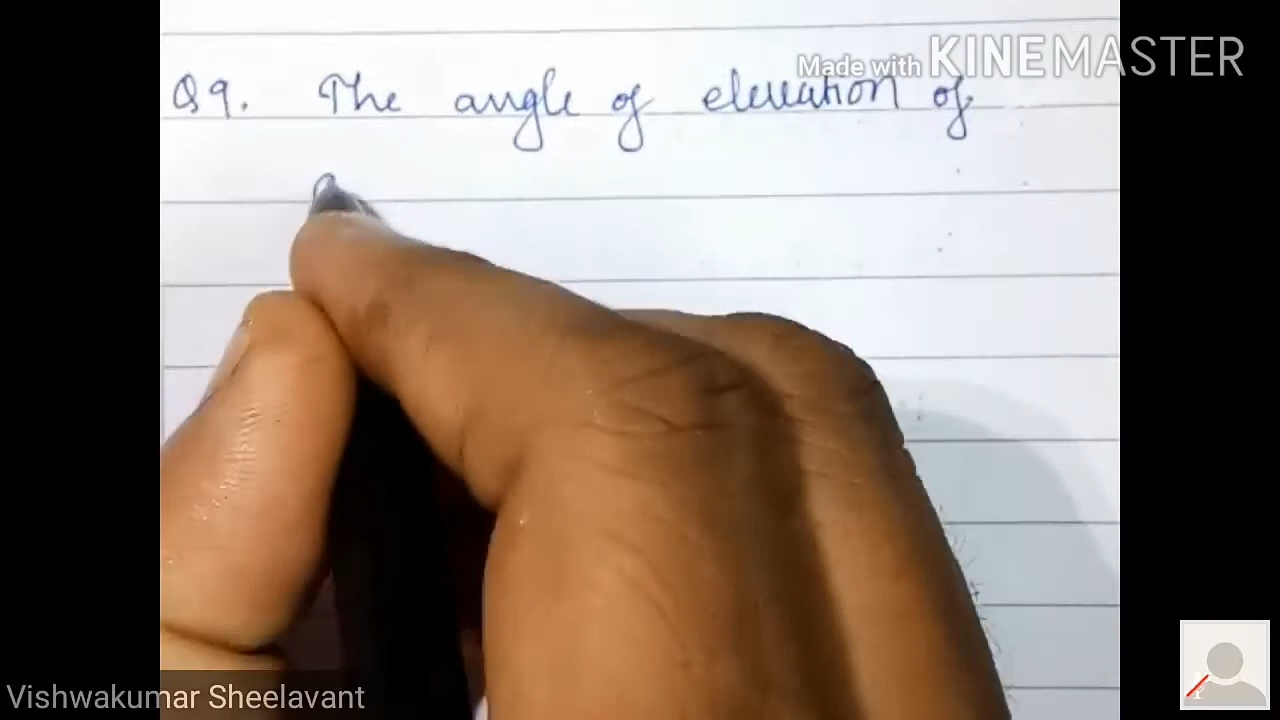 Made with KINEMASTER
Q9. The angle of elevation of
Vishwakumar Sheelavant